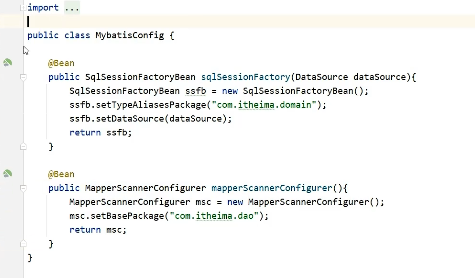 import ...
public class MybatisConfig {
@Bean
public SqlSessionFactoryBean sqlSessionFactory(DataSource dataSource){
SqlSessionFactoryBean ssfb = new SqlSessionFactoryBean();
ssfb.setTypeAliasesPackage("com.itheima.domain");
ssfb.setDataSource(dataSource);
return ssfb;
}
@Bean
public MapperScannerConfigurer mapperScannerConfigurer(){
MapperScannerConfigurer msc = new MapperScannerConfigurer();
msc.setBasePackage("com.itheima.dao");
return msc;
}
}